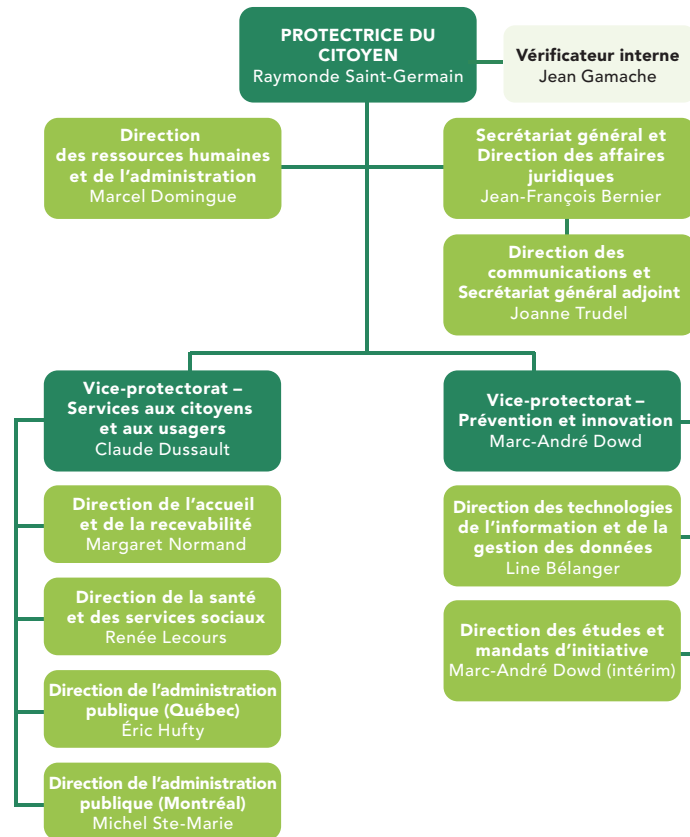 PROTECTRICE DU
CITOYEN
Raymonde Saint-Germain
Vérificateur interne
Jean Gamache
Direction
des ressources humaines
et de l’administration
Marcel Domingue
Secrétariat général et
Direction des affaires
juridiques
Jean-François Bernier
Direction des
communications et
Secrétariat général adjoint
Joanne Trudel
Vice-protectorat –
Services aux citoyens
et aux usagers
Claude Dussault
Vice-protectorat –
Prévention et innovation
Marc-André Dowd
Direction de l’accueil
et de la recevabilité
Margaret Normand
Direction des technologies
de l’information et de la
gestion des données
Line Bélanger
Direction de la santé
et des services sociaux
Renée Lecours
Direction des études et
mandats d’initiative
Marc-André Dowd (intérim)
Direction de l’administration
publique (Québec)
Éric Hufty
Direction de l’administration
publique (Montréal)
Michel Ste-Marie